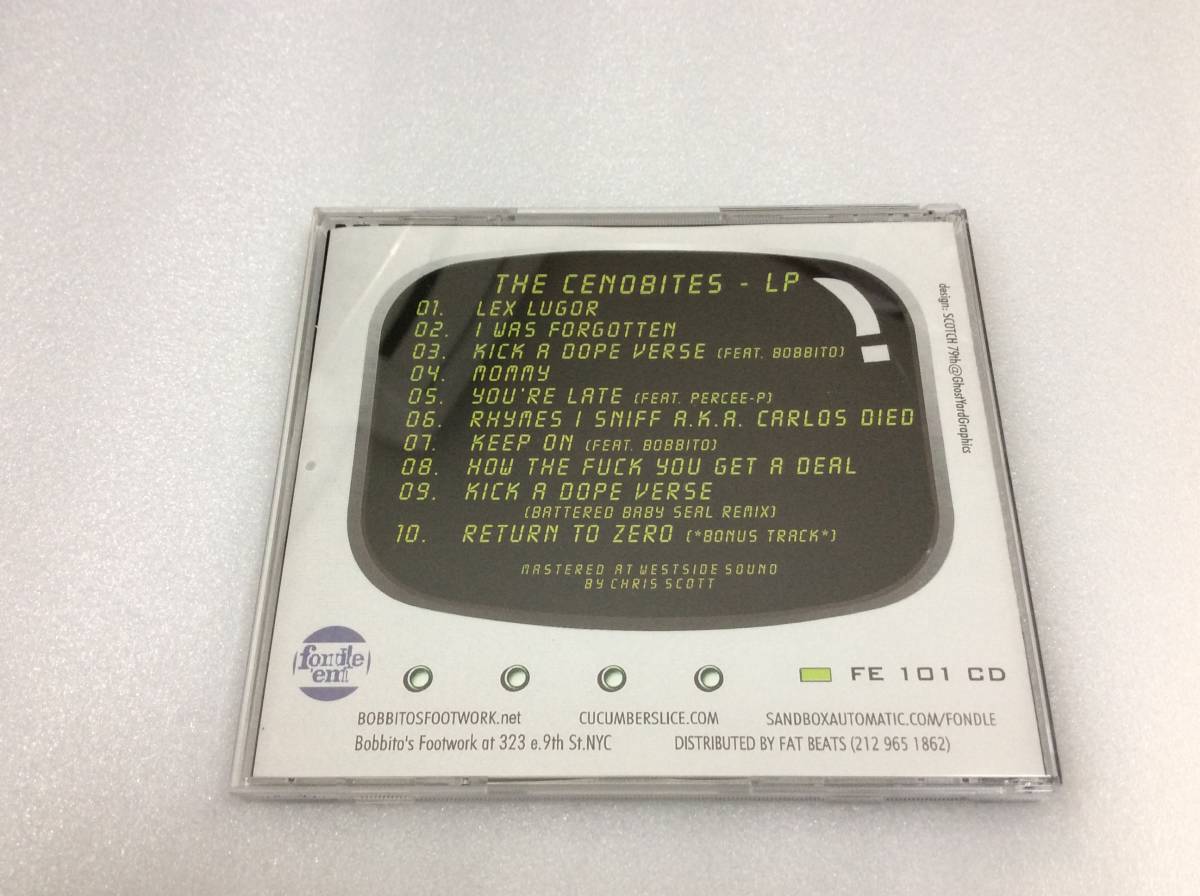 THE CENOBITES - LP
01. LEX LUGOR
02. I WAS FORGOTTEN
03. KICK A DOPE VERSE (FEAT. BOBBITO)
04. MOMMY
05. YOU'RE LATE (FEAT. PERCEE-P)
06. RHYMES I SNIFF A.K.A. CARLOS DIED
07. KEEP ON (FEAT. BOBBITO)
08. HOW THE FUCK YOU GET A DEAL
09. KICK A DOPE VERSE
(BATTERED BABY SEAL REMIX)
10. RETURN TO ZERO (*BONUS TRACK*)
MASTERED AT WESTSIDE SOUND
BY CHRIS SCOTT
design: SCOTCH 79th@GhostYardGraphics
fondle
'em
FE 101 CD
BOBBITOSFOOTWORK.net
CUCUMBERSLICE.COM
SANDBOXAUTOMATIC.COM/FONDLE
Bobbito's Footwork at 323 e.9th St.NYC
DISTRIBUTED BY FAT BEATS (212 965 1862)